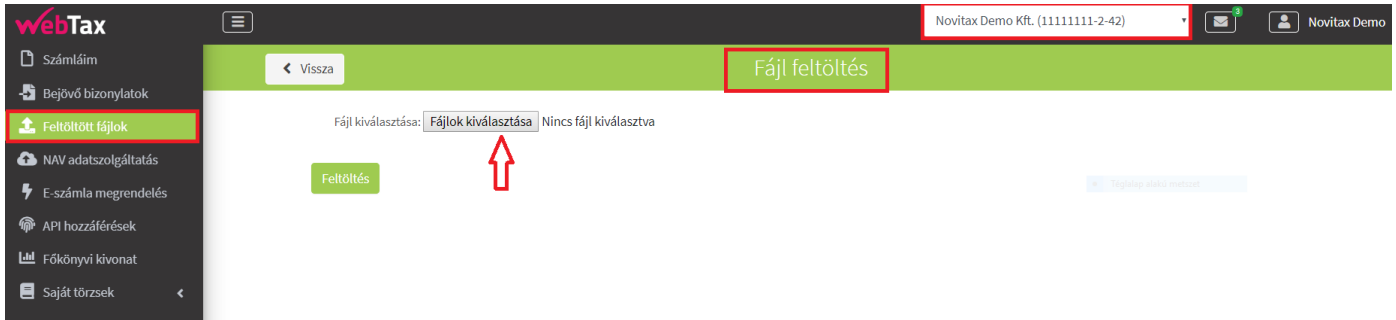 webTax
Novitax Demo Kft. (11111111-2-42)
3
Novitax Demo
Számláim
Bejövő bizonylatok
Feltöltött fájlok
NAV adatszolgáltatás
E-számla megrendelés
API hozzáférések
Főkönyvi kivonat
Saját törzsek
Vissza
Fájl feltöltés
Fájl kiválasztása: Fájlok kiválasztása Nincs fájl kiválasztva
Feltöltés